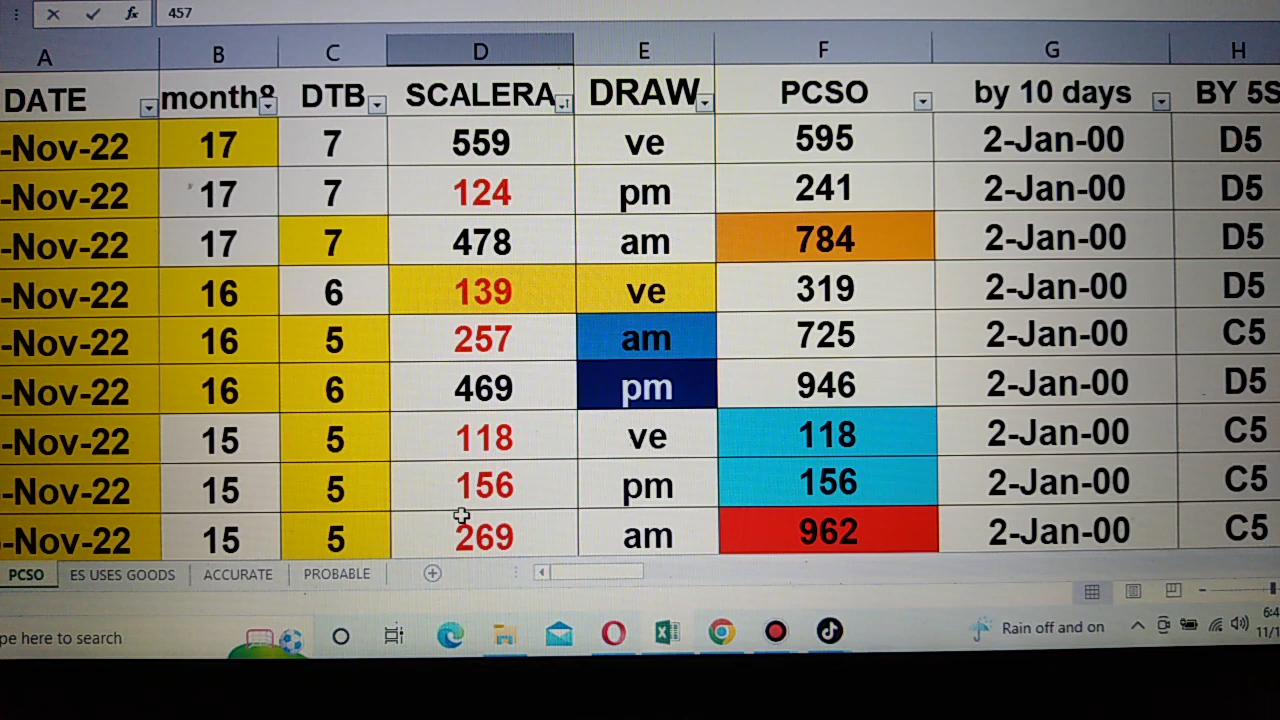 fx 457
A B C D E F G H
DATE months DTB SCALERA DRAW PCSO by 10 days BY 5S
-Nov-22 17 7 559 ve 595 2-Jan-00 D5
-Nov-22 17 7 124 pm 241 2-Jan-00 D5
-Nov-22 17 7 478 am 784 2-Jan-00 D5
-Nov-22 16 6 139 ve 319 2-Jan-00 D5
-Nov-22 16 5 257 am 725 2-Jan-00 C5
-Nov-22 16 6 469 pm 946 2-Jan-00 D5
-Nov-22 15 5 118 ve 118 2-Jan-00 C5
-Nov-22 15 5 156 pm 156 2-Jan-00 C5
-Nov-22 15 5 269 am 962 2-Jan-00 C5
PCSO ES USES GOODS ACCURATE PROBABLE
pe here to search Rain off and on 6:4
11/1